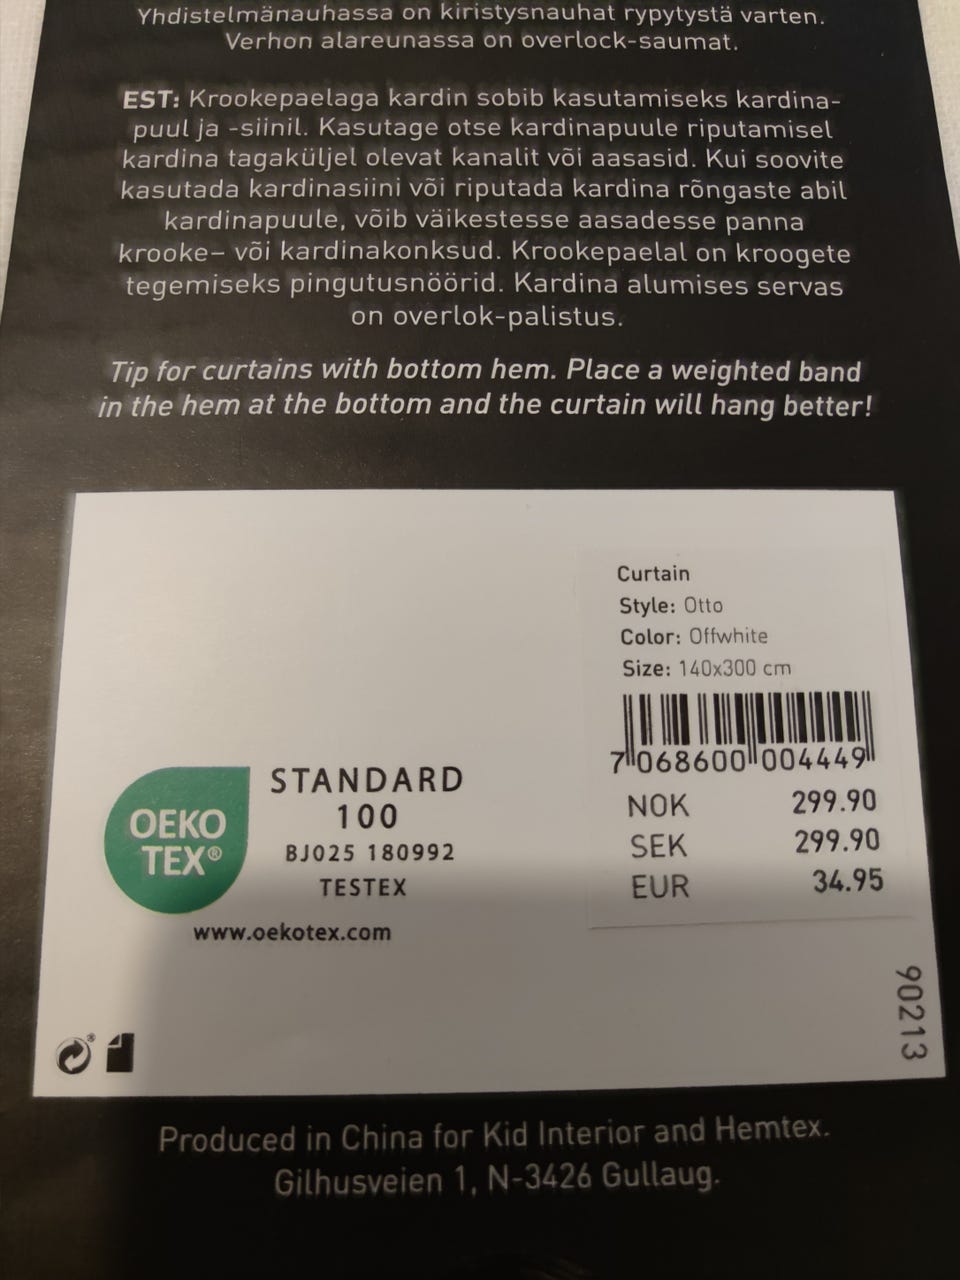 Yhdistelmänauhassa on kiristysnauhat rypytystä varten.
Verhon alareunassa on overlock-saumat.
EST: Krookepaelaga kardin sobib kasutamiseks kardina-
puul ja -siinil. Kasutage otse kardinapuule riputamisel
kardina tagaküljel olevat kanalit või aasasid. Kui soovite
kasutada kardinasiini või riputada kardina rõngaste abil
kardinapuule, võib väikestesse aasadesse panna
krooke– või kardinakonksud. Krookepaelal on kroogete
tegemiseks pingutusnöörid. Kardina alumises servas
on overlok-palistus.
Tip for curtains with bottom hem. Place a weighted band
in the hem at the bottom and the curtain will hang better!
Curtain
Style: Otto
Color: Offwhite
Size: 140x300 cm
7 068600 004449
NOK 299.90
SEK 299.90
EUR 34.95
OEKO
TEX®
STANDARD
100
BJ025 180992
TESTEX
www.oekotex.com
90213
Produced in China for Kid Interior and Hemtex.
Gilhusveien 1, N-3426 Gullaug.